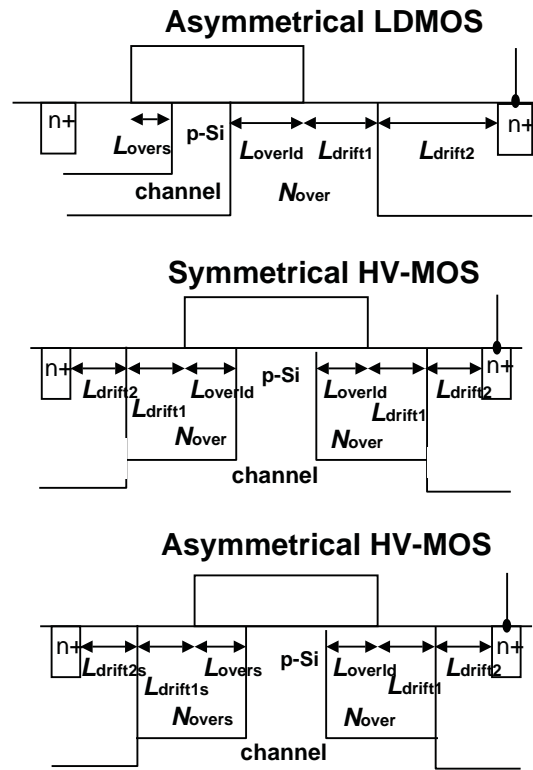 Asymmetrical LDMOS
n+ p-Si n+
Lovers Loverld Ldrift1 Ldrift2
channel Nover
Symmetrical HV-MOS
n+ p-Si n+
Ldrift2 Loverld Loverld Ldrift2
Ldrift1 Ldrift1
Nover Nover
channel
Asymmetrical HV-MOS
n+ p-Si n+
Ldrift2s Lovers Loverld Ldrift2
Ldrift1s Ldrift1
Novers Nover
channel